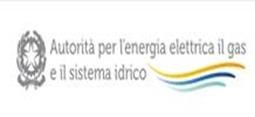 Autorità per l'energia elettrica il gas
e il sistema idrico